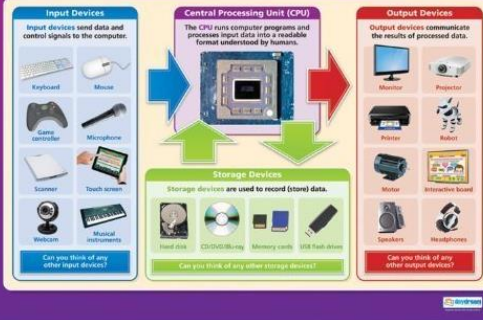 Input Devices
Input devices send data and
control signals to the computer.
Keyboard
Mouse
Game
controller
Microphone
Scanner
Touch screen
Webcam
Musical
instruments
Can you think of any
other input devices?
Central Processing Unit (CPU)
The CPU runs computer programs and
processes input data into a readable
format understood by humans.
Storage Devices
Storage devices are used to record (store) data.
Hard disk
CD/DVD/Blu-ray
Memory cards
USB flash drives
Can you think of any other storage devices?
Output Devices
Output devices communicate
the results of processed data.
Monitor
Projector
Printer
Robot
Motor
Interactive board
Speakers
Headphones
Can you think of any
other output devices?
daydream